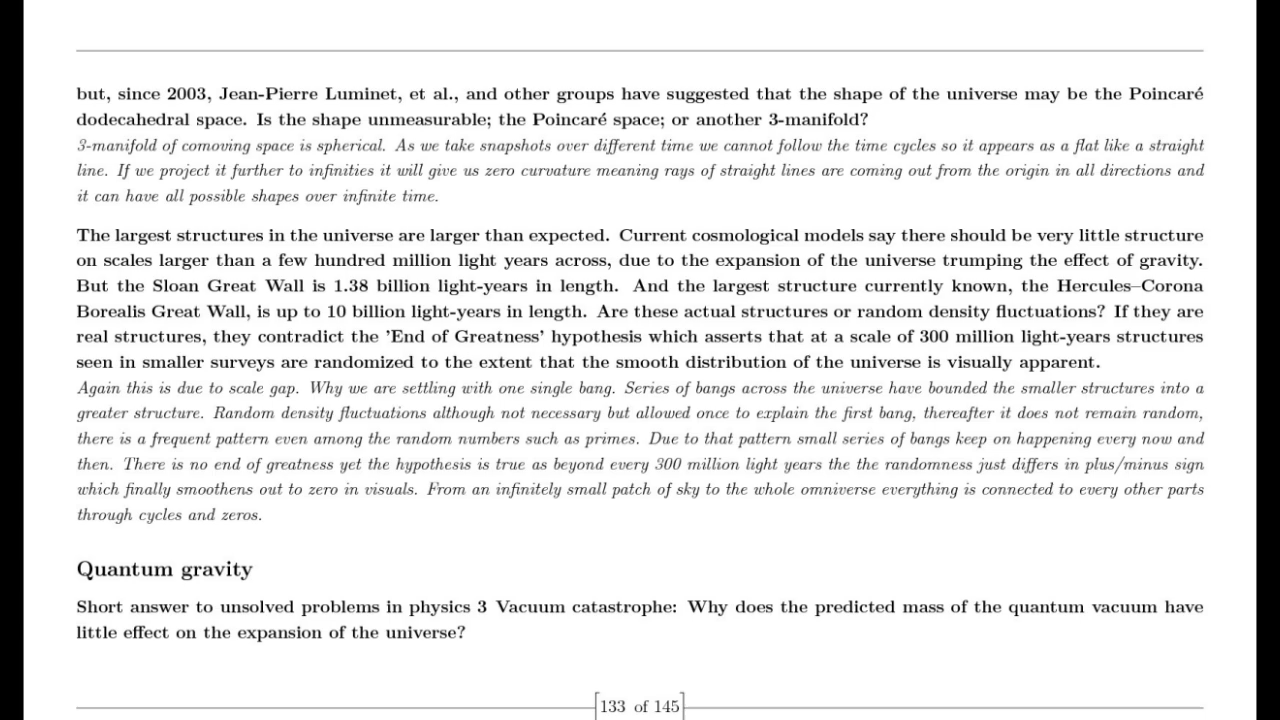 but, since 2003, Jean-Pierre Luminet, et al., and other groups have suggested that the shape of the universe may be the Poincaré
dodecahedral space. Is the shape unmeasurable; the Poincaré space; or another 3-manifold?
3-manifold of comoving space is spherical. As we take snapshots over different time we cannot follow the time cycles so it appears as a flat like a straight
line. If we project it further to infinities it will give us zero curvature meaning rays of straight lines are coming out from the origin in all directions and
it can have all possible shapes over infinite time.
The largest structures in the universe are larger than expected. Current cosmological models say there should be very little structure
on scales larger than a few hundred million light years across, due to the expansion of the universe trumping the effect of gravity.
But the Sloan Great Wall is 1.38 billion light-years in length. And the largest structure currently known, the Hercules–Corona
Borealis Great Wall, is up to 10 billion light-years in length. Are these actual structures or random density fluctuations? If they are
real structures, they contradict the 'End of Greatness' hypothesis which asserts that at a scale of 300 million light-years structures
seen in smaller surveys are randomized to the extent that the smooth distribution of the universe is visually apparent.
Again this is due to scale gap. Why we are settling with one single bang. Series of bangs across the universe have bounded the smaller structures into a
greater structure. Random density fluctuations although not necessary but allowed once to explain the first bang, thereafter it does not remain random,
there is a frequent pattern even among the random numbers such as primes. Due to that pattern small series of bangs keep on happening every now and
then. There is no end of greatness yet the hypothesis is true as beyond every 300 million light years the the randomness just differs in plus/minus sign
which finally smoothens out to zero in visuals. From an infinitely small patch of sky to the whole omniverse everything is connected to every other parts
through cycles and zeros.
Quantum gravity
Short answer to unsolved problems in physics 3 Vacuum catastrophe: Why does the predicted mass of the quantum vacuum have
little effect on the expansion of the universe?
133 of 145